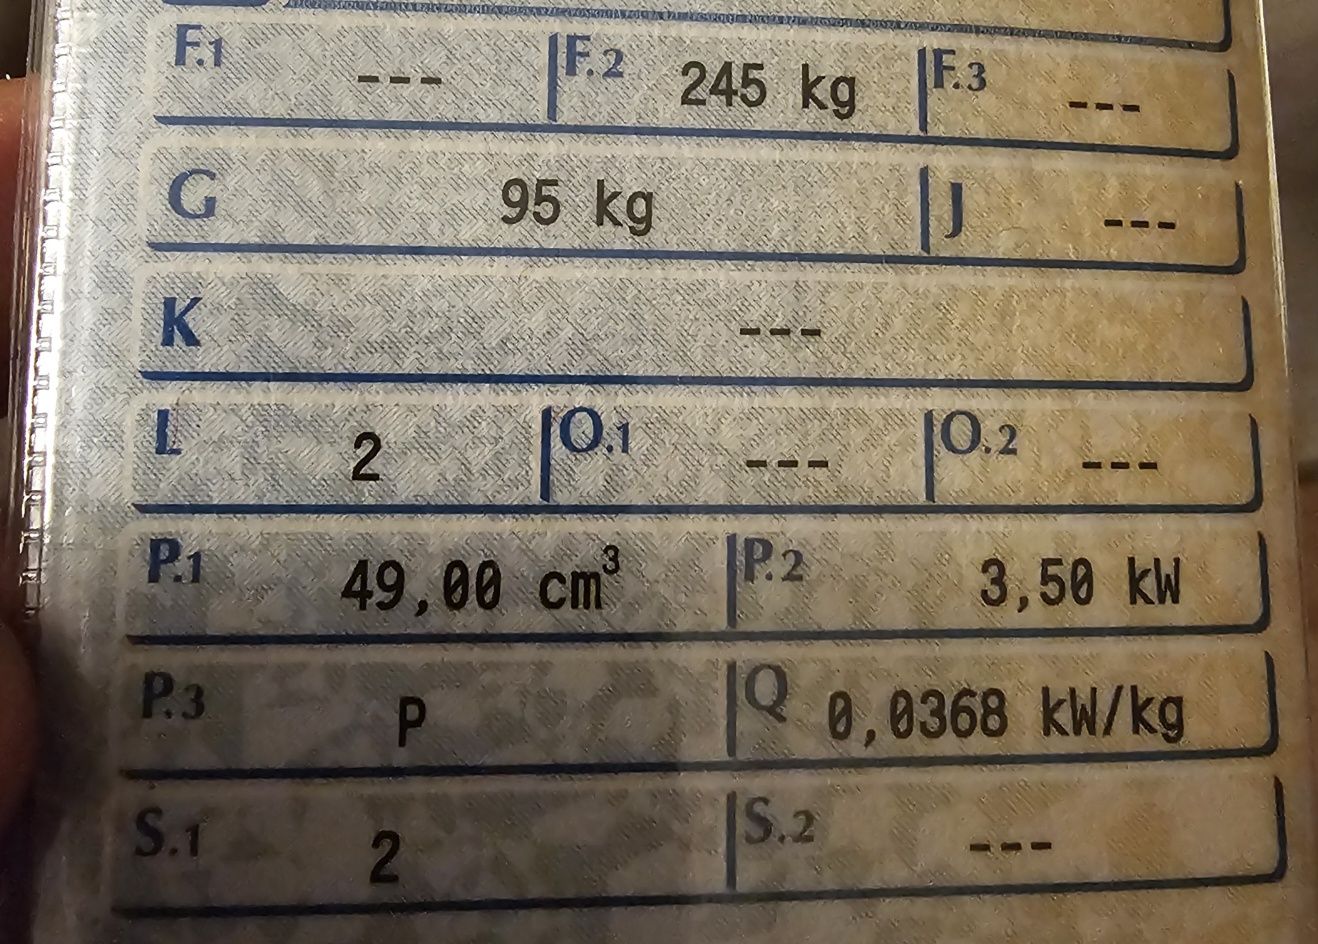 F.1 --- F.2 245 kg F.3 ---
G 95 kg J ---
K ---
L 2 O.1 --- O.2 ---
P.1 49,00 cm³ P.2 3,50 kW
P.3 P Q 0,0368 kW/kg
S.1 2 S.2 ---